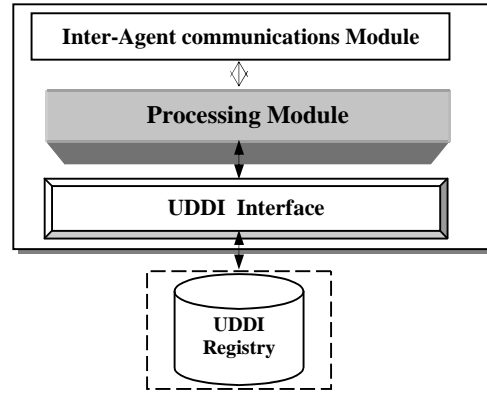 Inter-Agent communications Module
Processing Module
UDDI Interface
UDDI
Registry